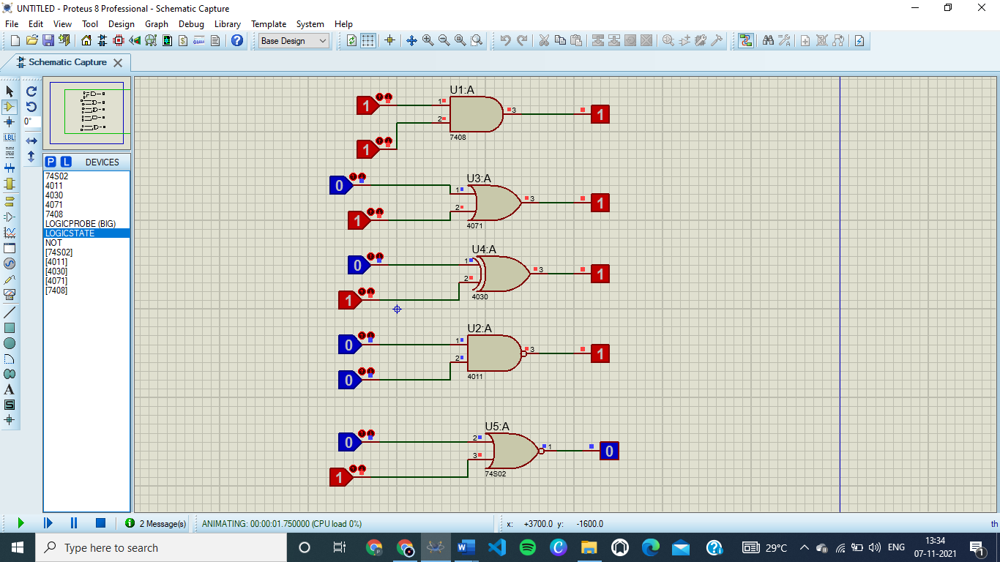 UNTITLED - Proteus 8 Professional - Schematic Capture
File Edit View Tool Design Graph Debug Library Template System Help
Base Design
Schematic Capture
0°
P L DEVICES
74S02
4011
4030
4071
7408
LOGICPROBE (BIG)
LOGICSTATE
NOT
[74S02]
[4011]
[4030]
[4071]
[7408]
LBL
A
S
U1:A
1 1 3 1
1 2
7408
U3:A
0 1 3 1
1 2
4071
U4:A
0 1 3 1
1 2
4030
U2:A
0 1 3 1
0 2
4011
U5:A
0 2 1 0
1 3
74S02
2 Message(s) ANIMATING: 00:00:01.750000 (CPU load 0%) x: +3700.0 y: -1600.0 th
Type here to search
29°C ENG 13:34
07-11-2021
1